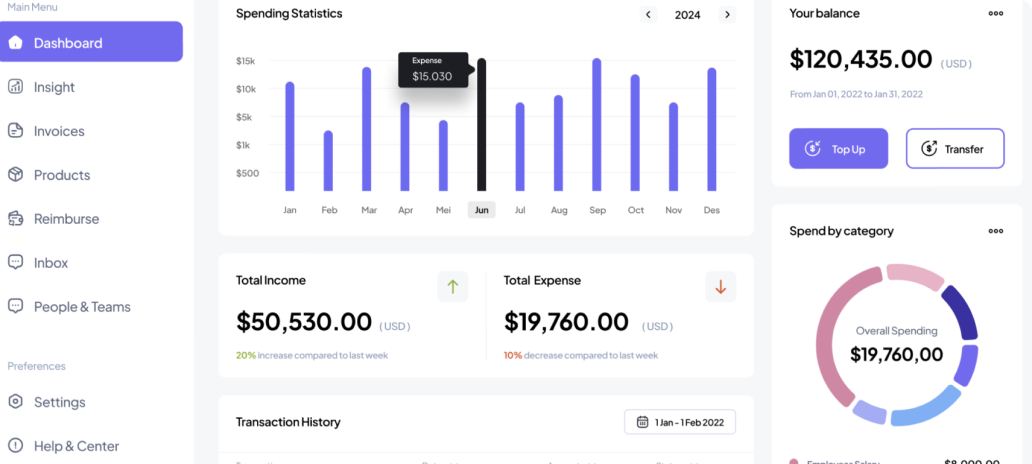 Main Menu
Dashboard
Insight
Invoices
Products
Reimburse
Inbox
People & Teams
Preferences
Settings
Help & Center
Spending Statistics
2024
$15k
$10k
$5k
$1k
$500
Expense
$15.030
Jan Feb Mar Apr Mei Jun Jul Aug Sep Oct Nov Des
Total Income
$50,530.00 (USD)
20% increase compared to last week
Total Expense
$19,760.00 (USD)
10% decrease compared to last week
Transaction History
1 Jan - 1 Feb 2022
Your balance
$120,435.00 (USD)
From Jan 01, 2022 to Jan 31, 2022
Top Up
Transfer
Spend by category
Overall Spending
$19,760,00